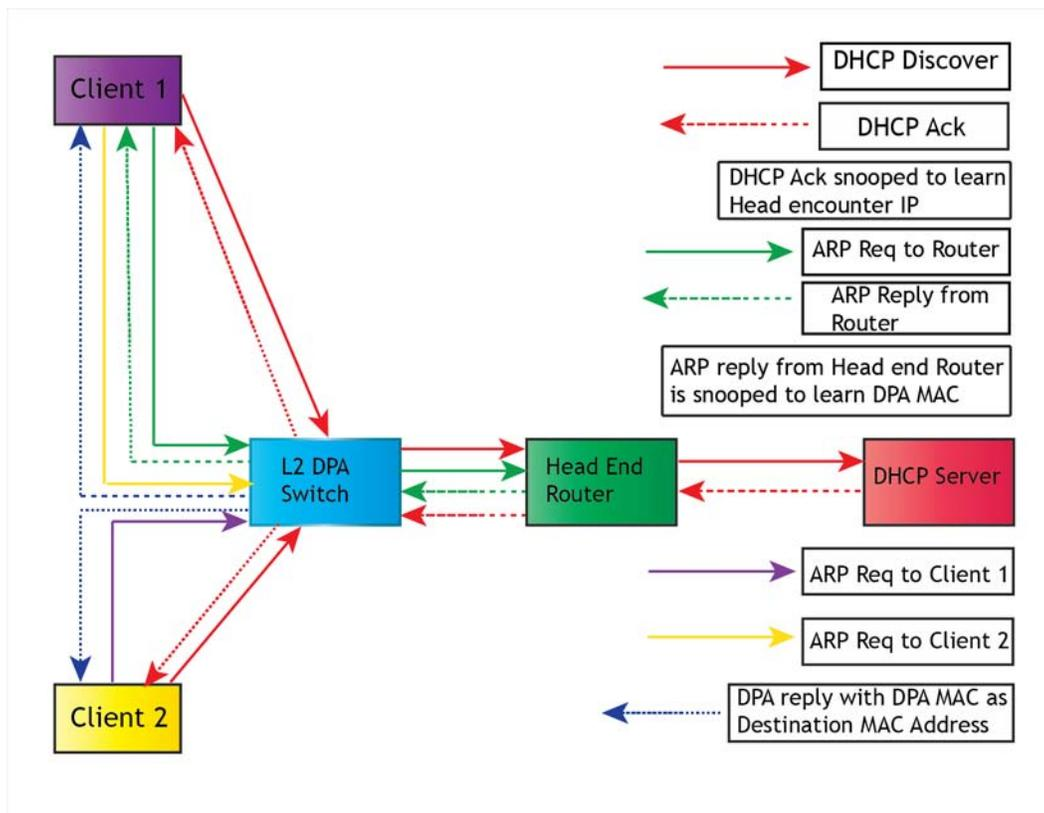 Client 1
DHCP Discover
DHCP Ack
DHCP Ack snooped to learn
Head encounter IP
ARP Req to Router
ARP Reply from
Router
ARP reply from Head end Router
is snooped to learn DPA MAC
L2 DPA
Switch
Head End
Router
DHCP Server
ARP Req to Client 1
ARP Req to Client 2
Client 2
DPA reply with DPA MAC as
Destination MAC Address